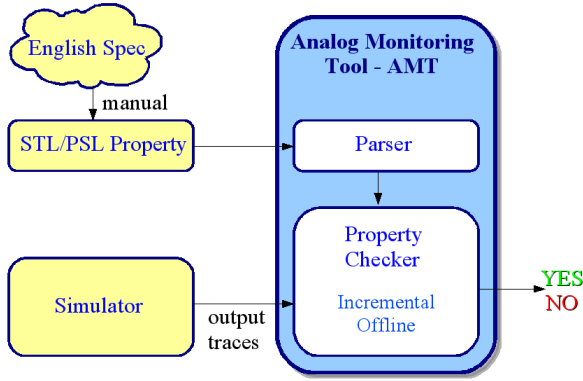 English Spec
manual
STL/PSL Property
Simulator
output
traces
Analog Monitoring
Tool - AMT
Parser
Property
Checker
Incremental
Offline
YES
NO